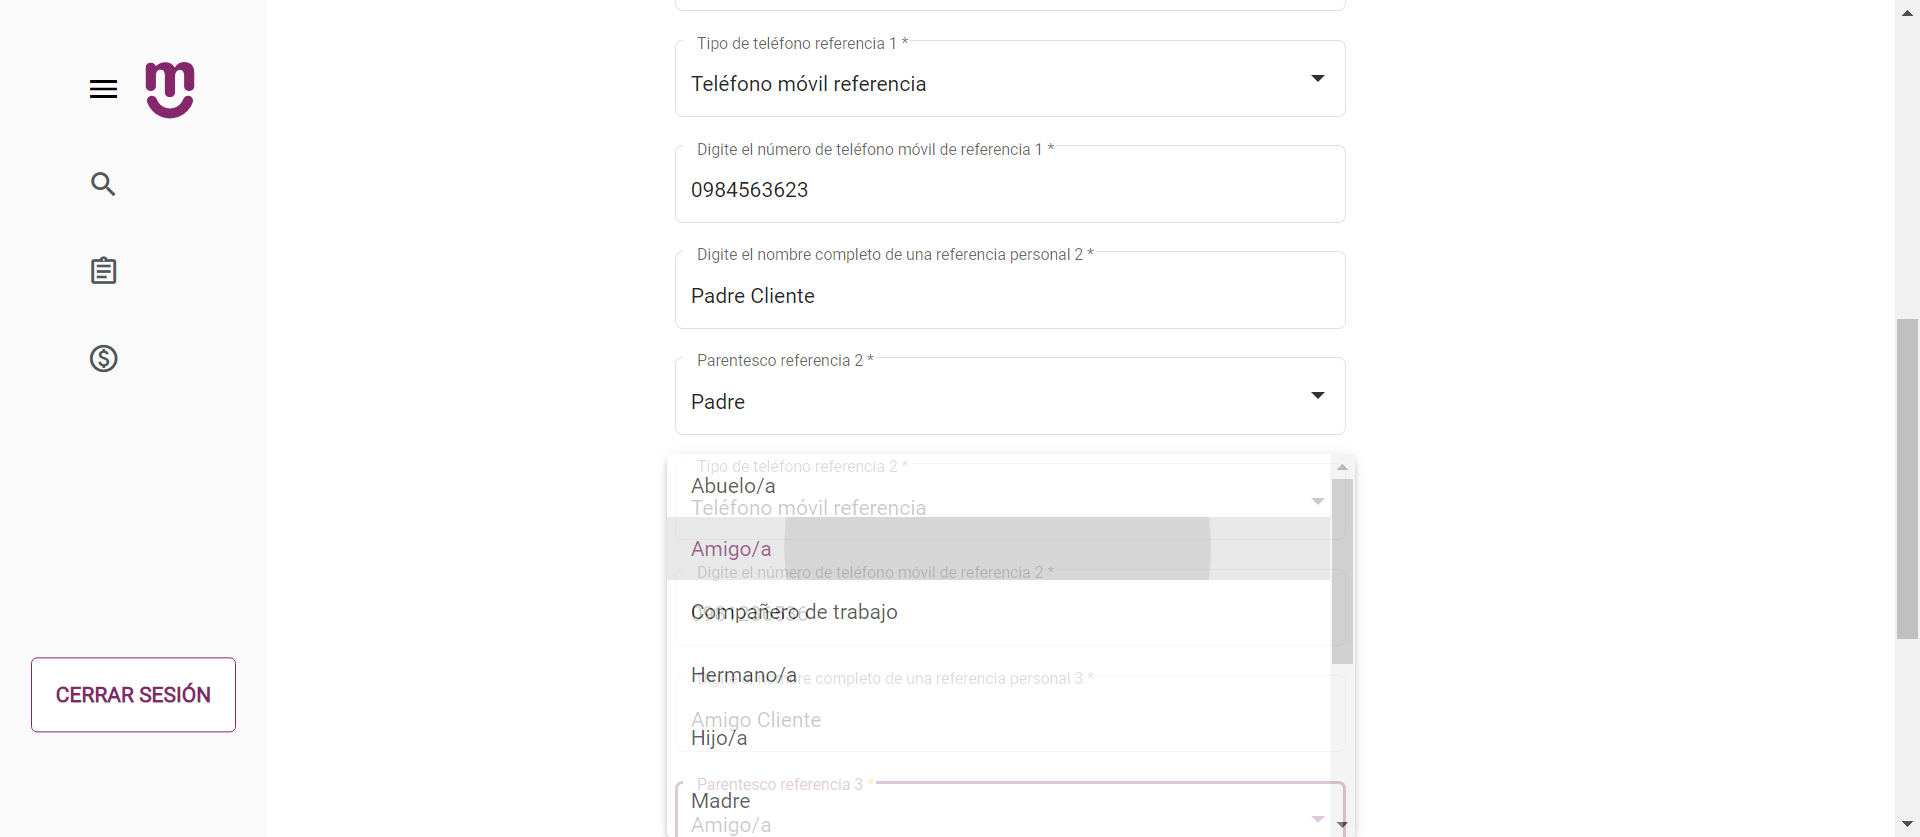 Tipo de teléfono referencia 1 *
Teléfono móvil referencia
Digite el número de teléfono móvil de referencia 1 *
0984563623
Digite el nombre completo de una referencia personal 2 *
Padre Cliente
Parentesco referencia 2 *
Padre
Tipo de teléfono referencia 2 *
Abuelo/a
Teléfono móvil referencia
Amigo/a
Digite el número de teléfono móvil de referencia 2 *
Compañero de trabajo
Hermano/a
Digite el nombre completo de una referencia personal 3 *
Amigo Cliente
Hijo/a
Parentesco referencia 3 *
Madre
Amigo/a
CERRAR SESIÓN